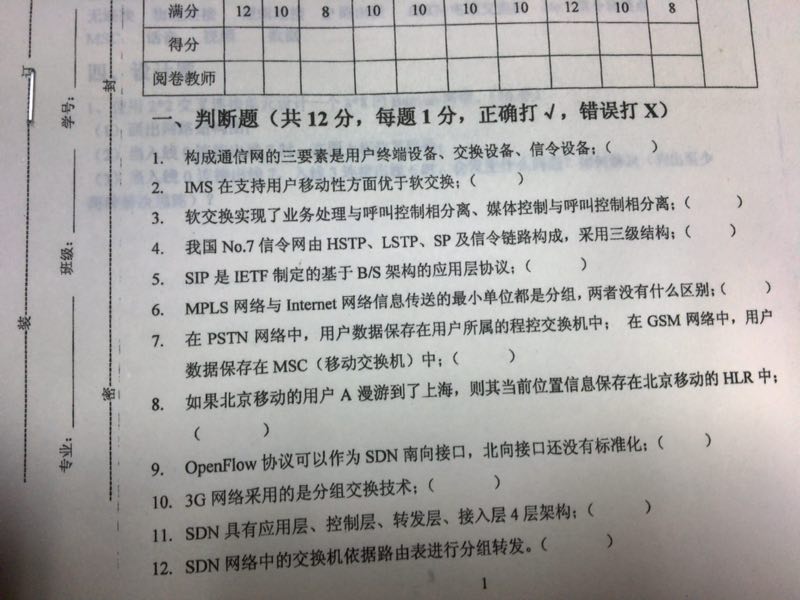 满分 12 10 8 10 10 10 12 10 10 8
得分
阅卷教师
一、判断题（共 12 分，每题 1 分，正确打 √，错误打 X）
1. 构成通信网的三要素是用户终端设备、交换设备、信令设备；（ ）
2. IMS 在支持用户移动性方面优于软交换；（ ）
3. 软交换实现了业务处理与呼叫控制相分离、媒体控制与呼叫控制相分离；（ ）
4. 我国 No.7 信令网由 HSTP、LSTP、SP 及信令链路构成，采用三级结构；（ ）
5. SIP 是 IETF 制定的基于 B/S 架构的应用层协议；（ ）
6. MPLS 网络与 Internet 网络信息传送的最小单位都是分组，两者没有什么区别；（ ）
7. 在 PSTN 网络中，用户数据保存在用户所属的程控交换机中； 在 GSM 网络中，用户
数据保存在 MSC（移动交换机）中；（ ）
8. 如果北京移动的用户 A 漫游到了上海，则其当前位置信息保存在北京移动的 HLR 中；
（ ）
9. OpenFlow 协议可以作为 SDN 南向接口，北向接口还没有标准化；（ ）
10. 3G 网络采用的是分组交换技术；（ ）
11. SDN 具有应用层、控制层、转发层、接入层 4 层架构；（ ）
12. SDN 网络中的交换机依据路由表进行分组转发。（ ）
1
学号：
班级：
专业：
订
装
封
密